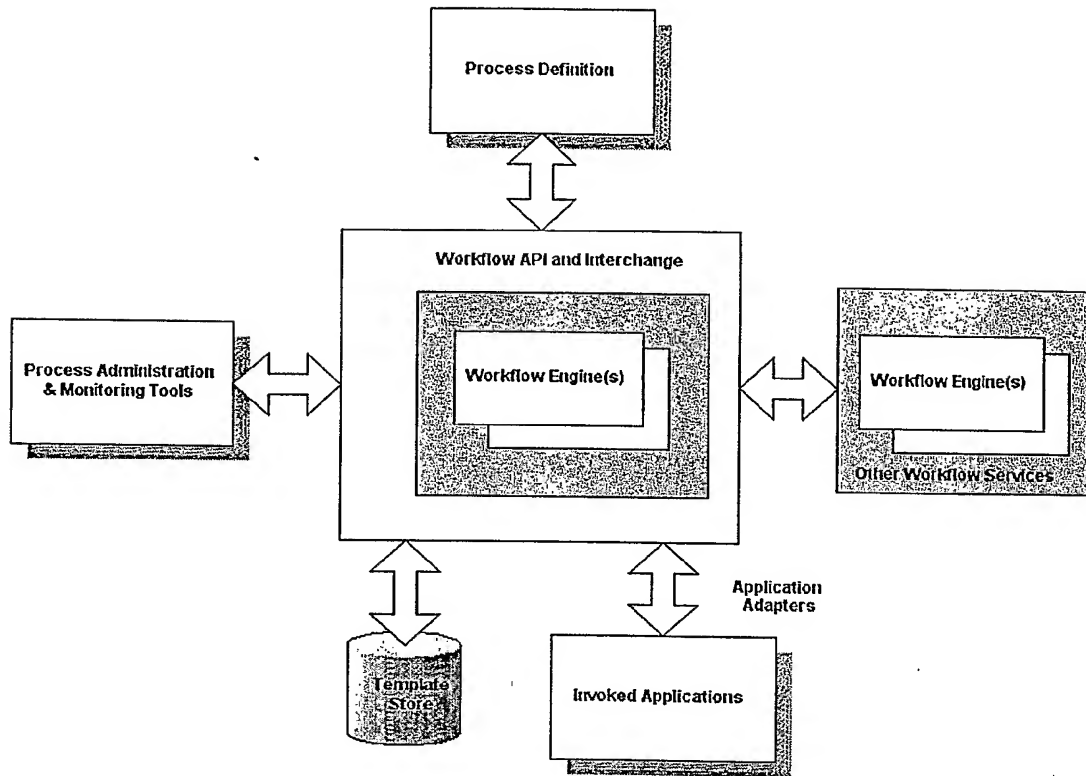 Process Definition
Workflow API and Interchange
Workflow Engine(s)
Process Administration
& Monitoring Tools
Workflow Engine(s)
Other Workflow Services
Application
Adapters
Template
Store
Invoked Applications